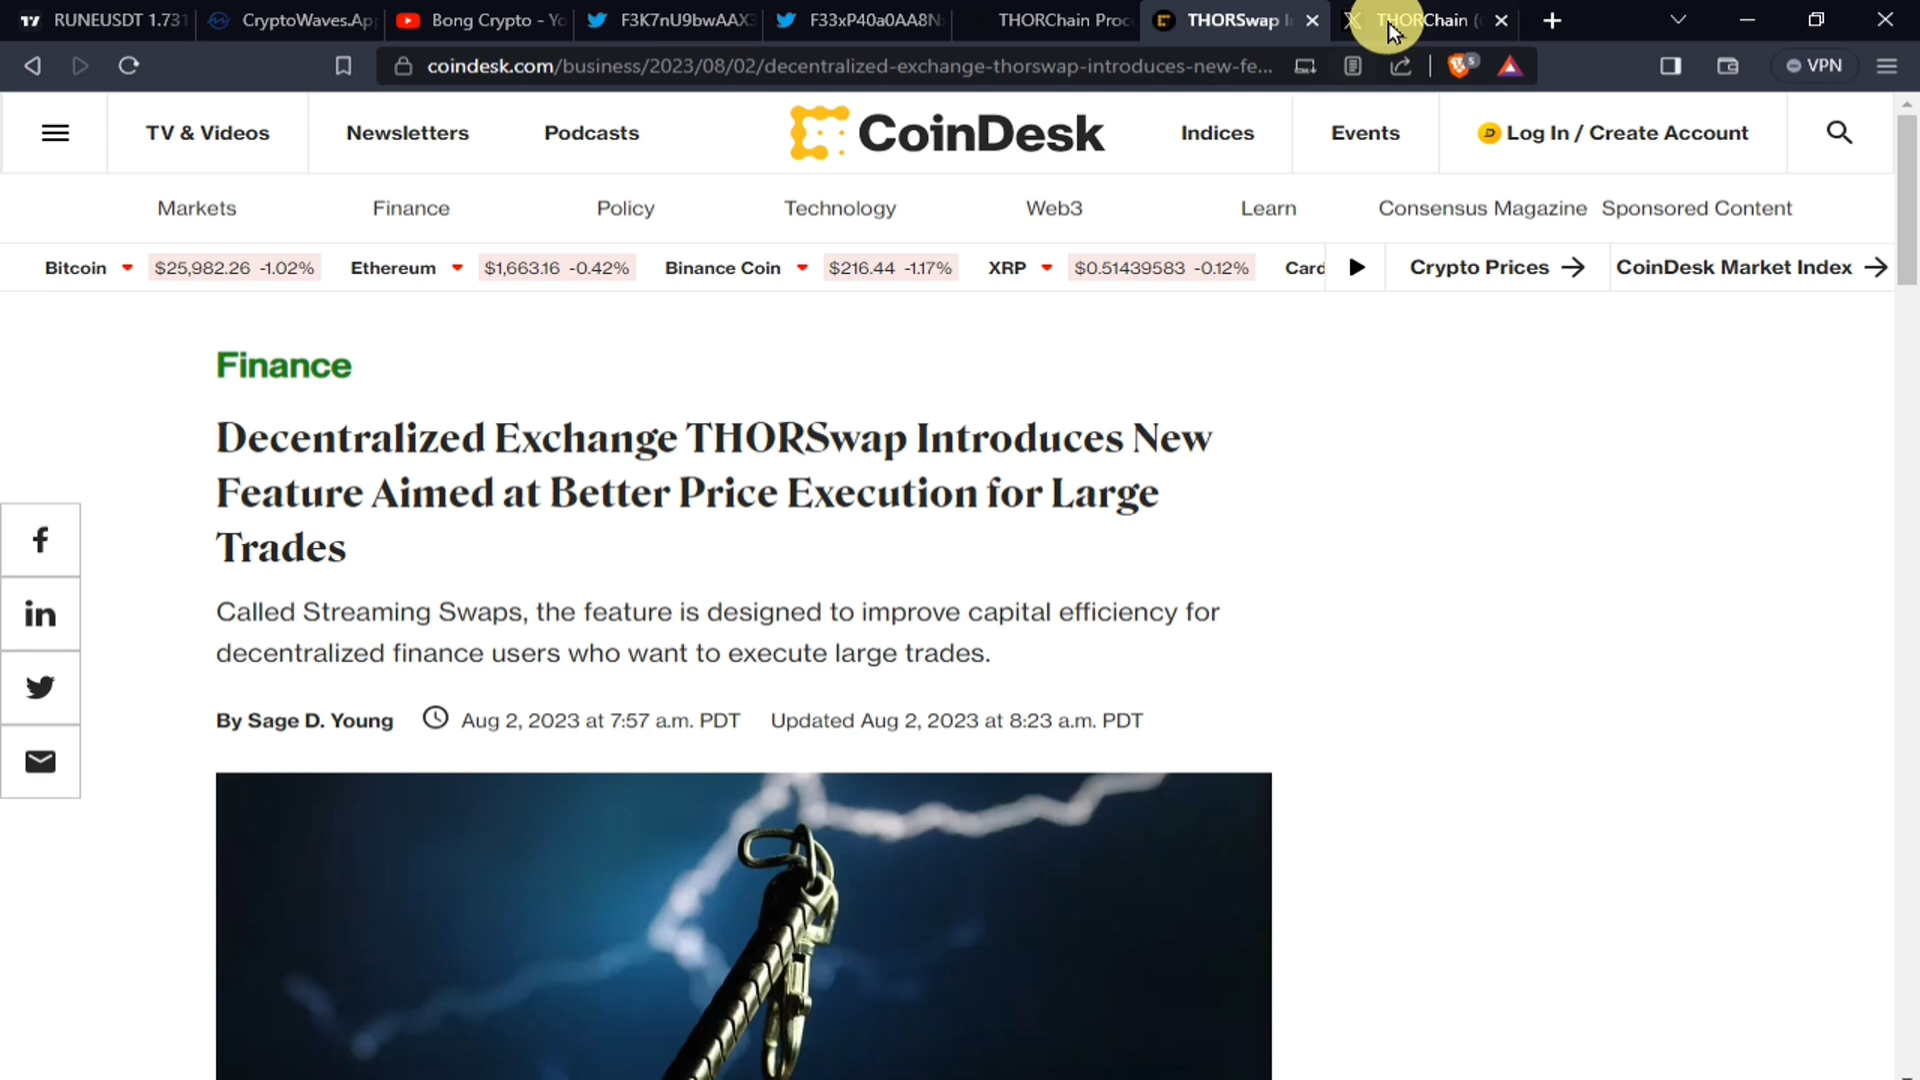 RUNEUSDT 1.731 CryptoWaves.Ap Bong Crypto - Yo F3K7nU9bwAAX F33xP40a0AA8N THORChain Proc THORSwap I THORChain (
coindesk.com/business/2023/08/02/decentralized-exchange-thorswap-introduces-new-fe... 5 VPN
TV & Videos Newsletters Podcasts CoinDesk Indices Events Log In / Create Account
Markets Finance Policy Technology Web3 Learn Consensus Magazine Sponsored Content
Bitcoin $25,982.26 -1.02% Ethereum $1,663.16 -0.42% Binance Coin $216.44 -1.17% XRP $0.51439583 -0.12% Card Crypto Prices → CoinDesk Market Index →
Finance
Decentralized Exchange THORSwap Introduces New
Feature Aimed at Better Price Execution for Large
Trades
Called Streaming Swaps, the feature is designed to improve capital efficiency for
decentralized finance users who want to execute large trades.
By Sage D. Young Aug 2, 2023 at 7:57 a.m. PDT Updated Aug 2, 2023 at 8:23 a.m. PDT